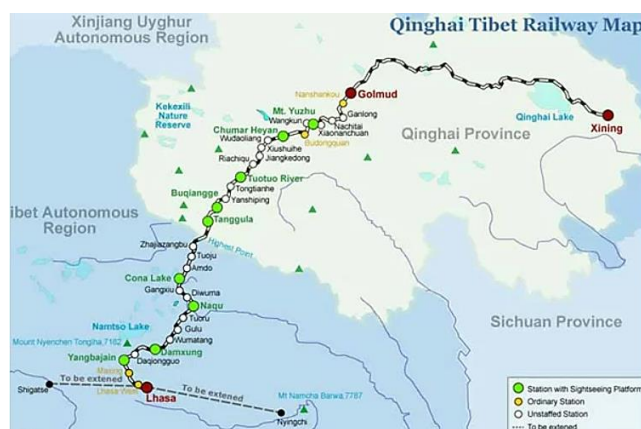 Xinjiang Uyghur
Autonomous Region
Qinghai Tibet Railway Map
Nanshankou
Golmud
Kekexili
Nature
Reserve
Mt. Yuzhu
Wangkun
Ganlong
Nachitai
Xiaonanchuan
Budongquan
Chumar Heyan
Wudaoliang
Xiushuihe
Jiangkedong
Riachiqu
Qinghai Lake
Xining
Qinghai Province
Tuotuo River
Tongtianhe
Yanshiping
Buqiangge
Tanggula
Tibet Autonomous
Region
Zhajiazangbu
Highest Point
Tuoju
Amdo
Cona Lake
Gangxiu
Diwuma
Naqu
Tuoru
Gulu
Wumatang
Namtso Lake
Mount Nyenchen Tonglha,7162
Damxung
Yangbajain
Daqiongguo
Lhasa West
Lhasa
Shigatse
To be extened
To be extened
Mt Namcha Barwa,7787
Nyingchi
Sichuan Province
Station with Sightseeing Platform
Ordinary Station
Unstaffed Station
To be extened